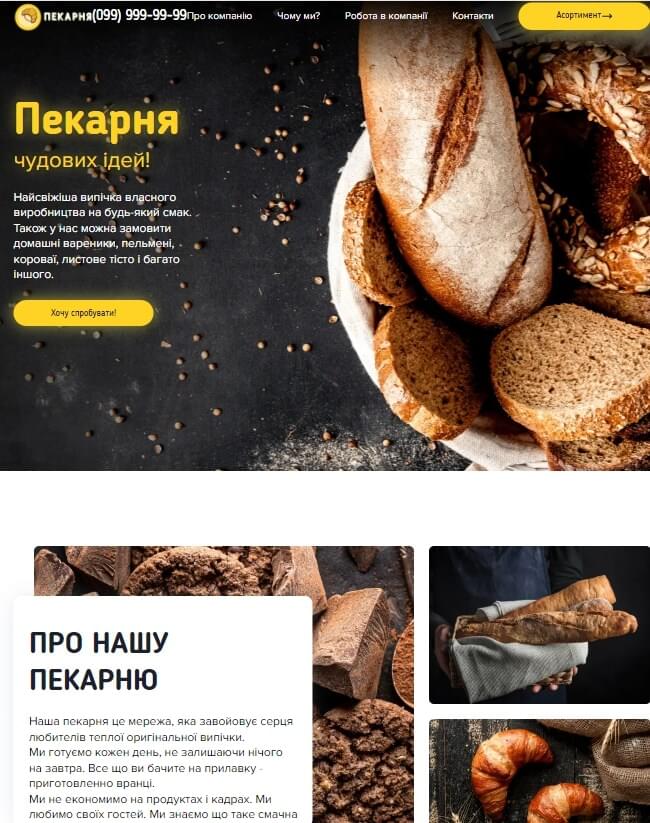 ПЕКАРНЯ (099) 999-99-99 Про компанію Чому ми? Робота в компанії Контакти Асортимент→
Пекарня
чудових ідей!
Найсвіжіша випічка власного
виробництва на будь-який смак.
Також у нас можна замовити
домашні вареники, пельмені,
короваї, листове тісто і багато
іншого.
Хочу спробувати!
ПРО НАШУ
ПЕКАРНЮ
Наша пекарня це мережа, яка завойовує серця
любителів теплої оригінальної випічки.
Ми готуємо кожен день, не залишаючи нічого
на завтра. Все що ви бачите на прилавку -
приготовленно вранці.
Ми не економимо на продуктах і кадрах. Ми
любимо своїх гостей. Ми знаємо що таке смачна